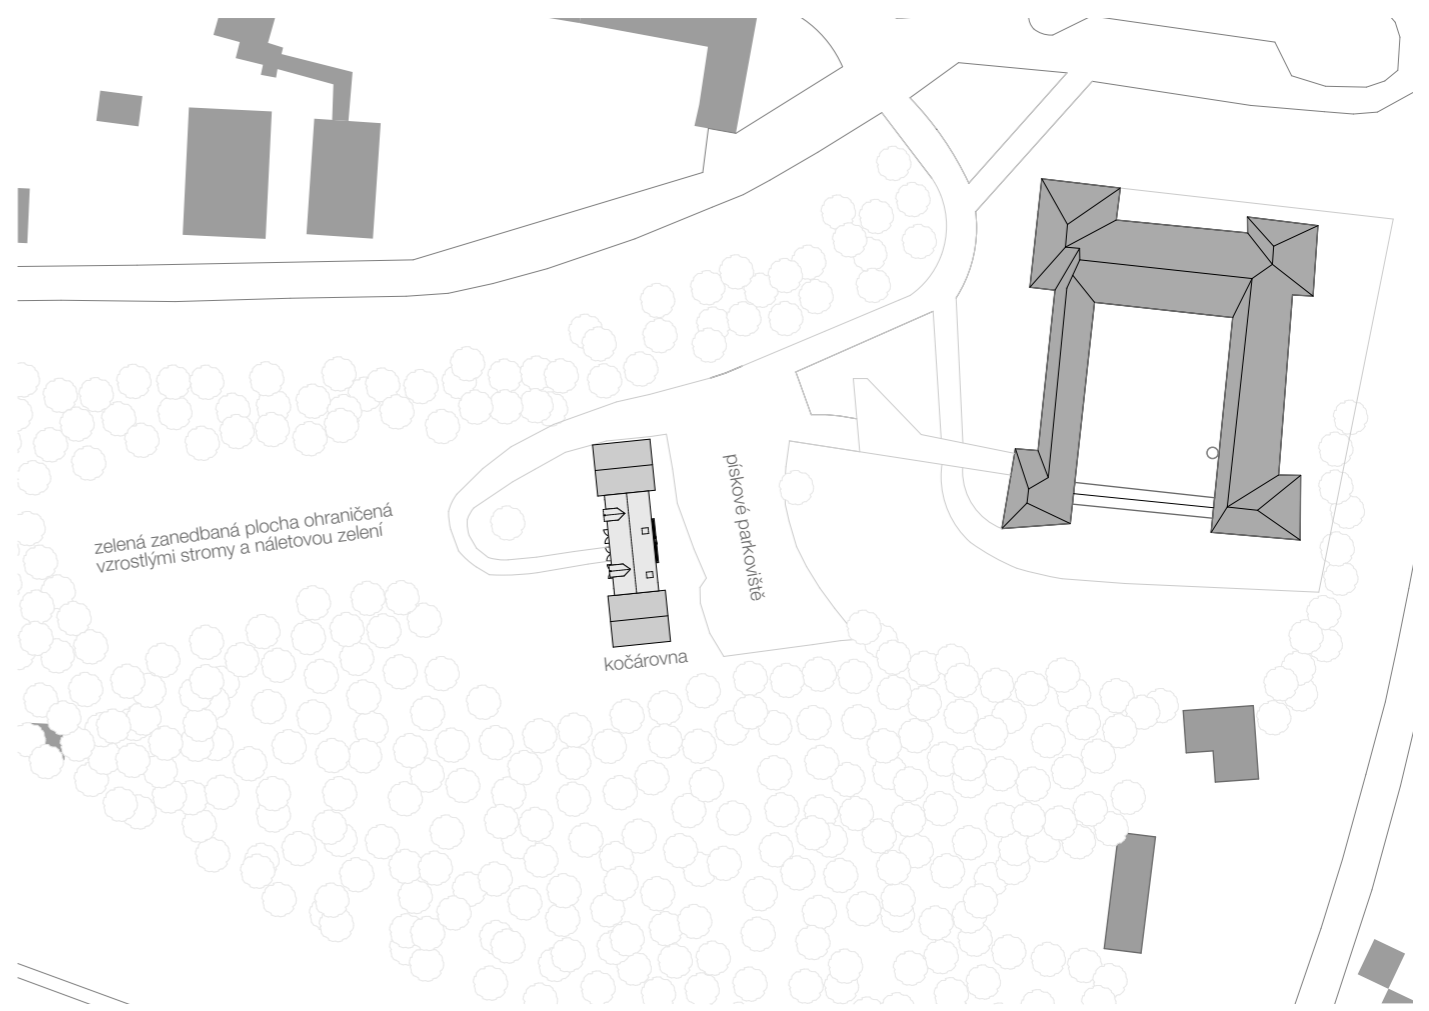 zelená zanedbaná plocha ohraničená
vzrostlými stromy a náletovou zelení
pískové parkoviště
kočárovna